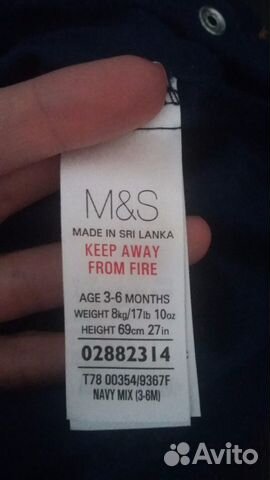 M&S
MADE IN SRI LANKA
KEEP AWAY
FROM FIRE
AGE 3-6 MONTHS
WEIGHT 8kg/17lb 10oz
HEIGHT 69cm 27in
02882314
T78 00354/9367F
NAVY MIX (3-6M)
Avito